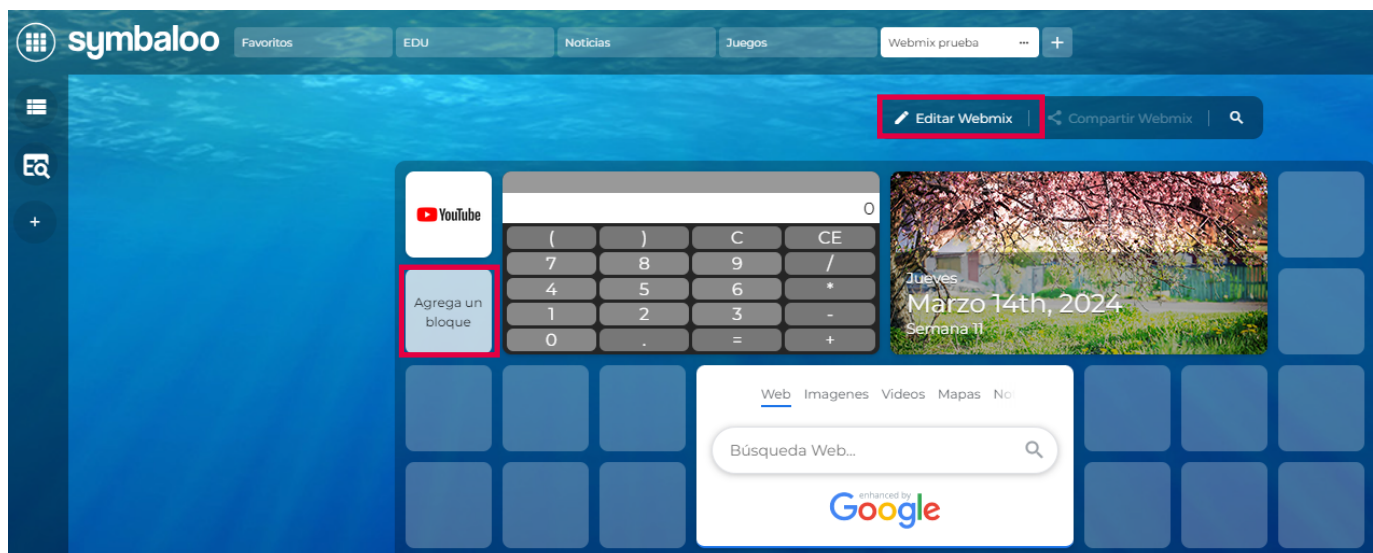 symbaloo
Favoritos
EDU
Noticias
Juegos
Webmix prueba ...
+
Editar Webmix
Compartir Webmix
EQ
+
YouTube
Agrega un
bloque
0
( ) C CE
7 8 9 /
4 5 6 *
1 2 3 -
0 . = +
Jueves
Marzo 14th, 2024
Semana 11
Web Imagenes Videos Mapas No
Búsqueda Web...
enhanced by
Google